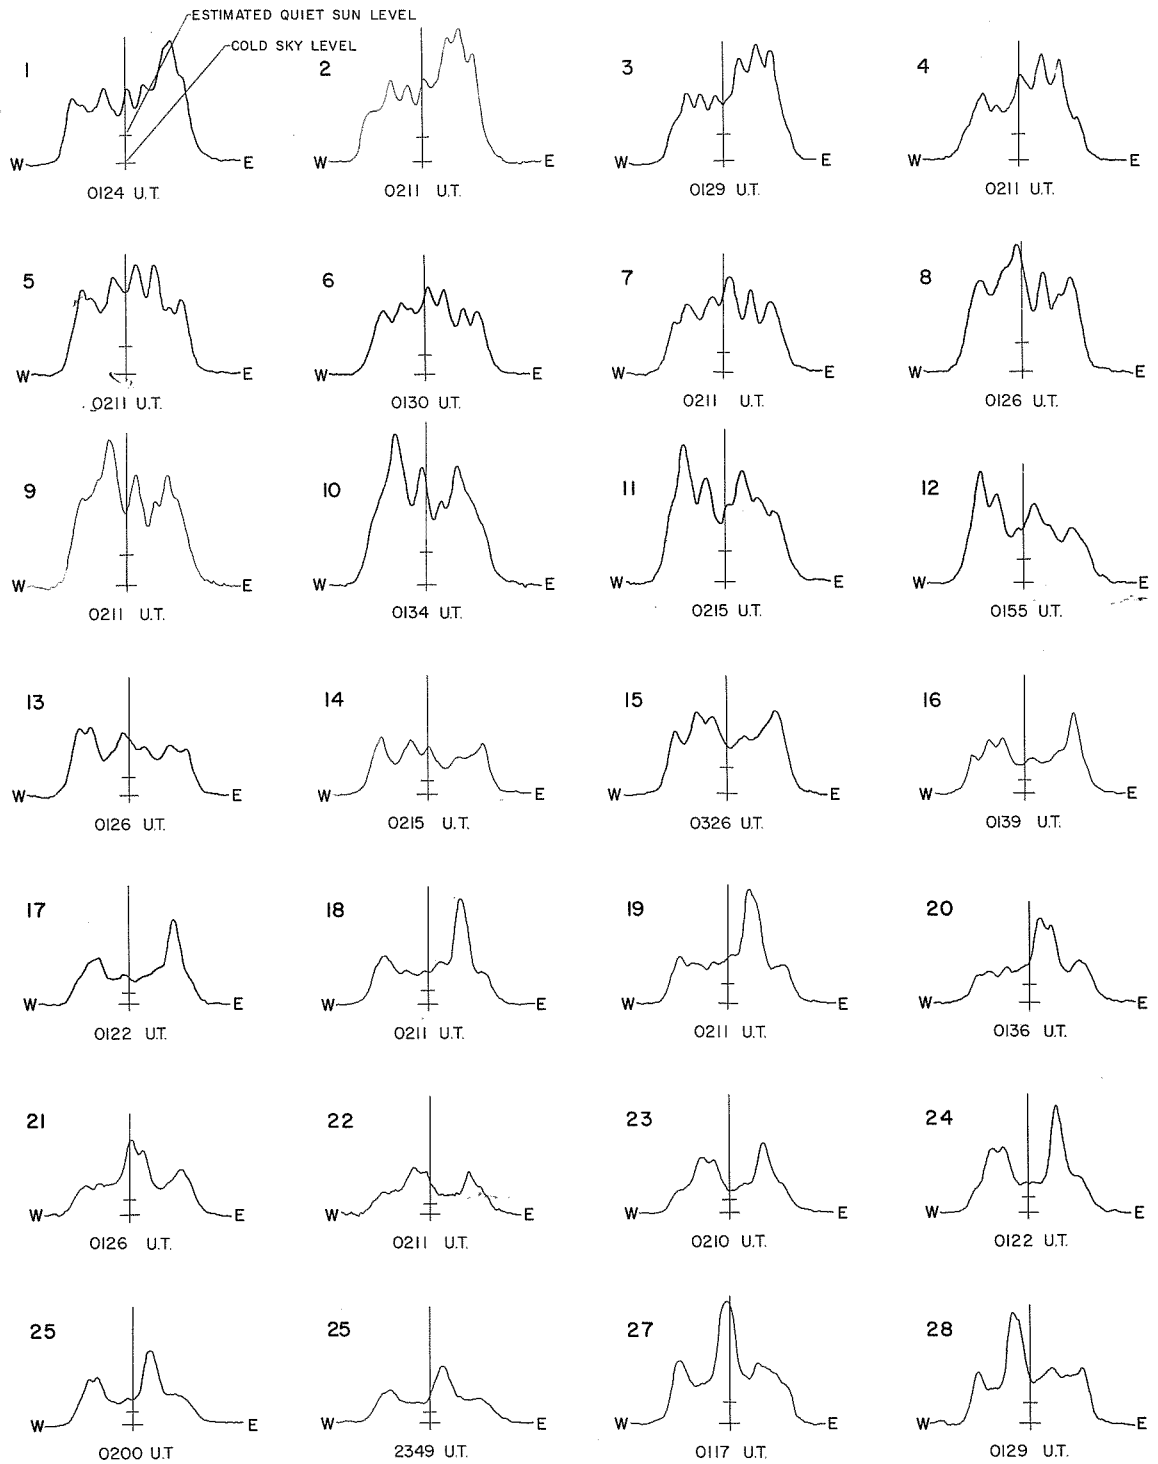 ESTIMATED QUIET SUN LEVEL
COLD SKY LEVEL
1 2 3 4
W E W E W E W E
0124 U.T. 0211 U.T. 0129 U.T. 0211 U.T.
5 6 7 8
W E W E W E W E
0211 U.T. 0130 U.T. 0211 U.T. 0126 U.T.
9 10 11 12
W E W E W E W E
0211 U.T. 0134 U.T. 0215 U.T. 0155 U.T.
13 14 15 16
W E W E W E W E
0126 U.T. 0215 U.T. 0326 U.T. 0139 U.T.
17 18 19 20
W E W E W E W E
0122 U.T. 0211 U.T. 0211 U.T. 0136 U.T.
21 22 23 24
W E W E W E W E
0126 U.T. 0211 U.T. 0210 U.T. 0122 U.T.
25 25 27 28
W E W E W E W E
0200 U.T 2349 U.T. 0117 U.T. 0129 U.T.